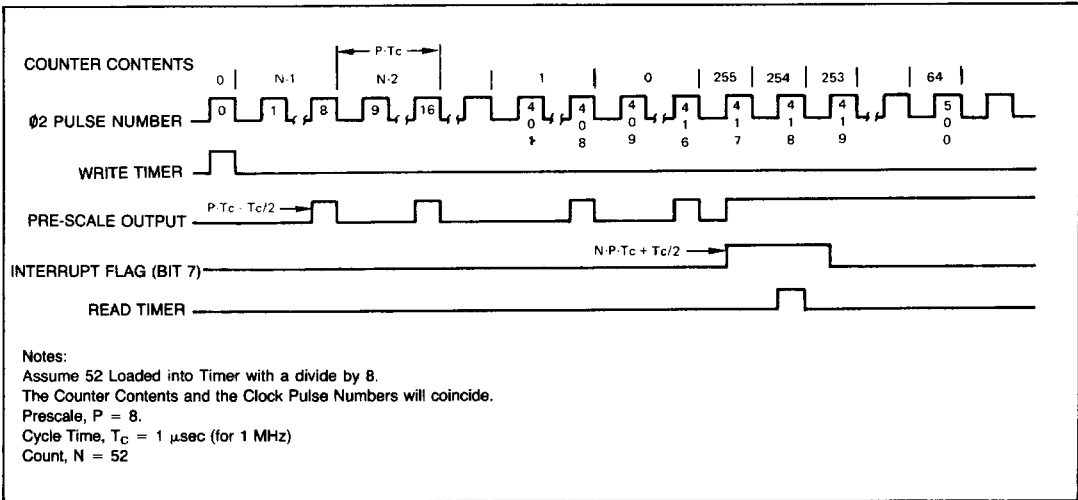 P·Tc
COUNTER CONTENTS
0 N-1 N-2 1 0 255 254 253 64
Ø2 PULSE NUMBER
0 1 8 9 16 401 408 409 416 417 418 419 500
WRITE TIMER
P·Tc - Tc/2
PRE-SCALE OUTPUT
N·P·Tc + Tc/2
INTERRUPT FLAG (BIT 7)
READ TIMER
Notes:
Assume 52 Loaded into Timer with a divide by 8.
The Counter Contents and the Clock Pulse Numbers will coincide.
Prescale, P = 8.
Cycle Time, TC = 1 μsec (for 1 MHz)
Count, N = 52